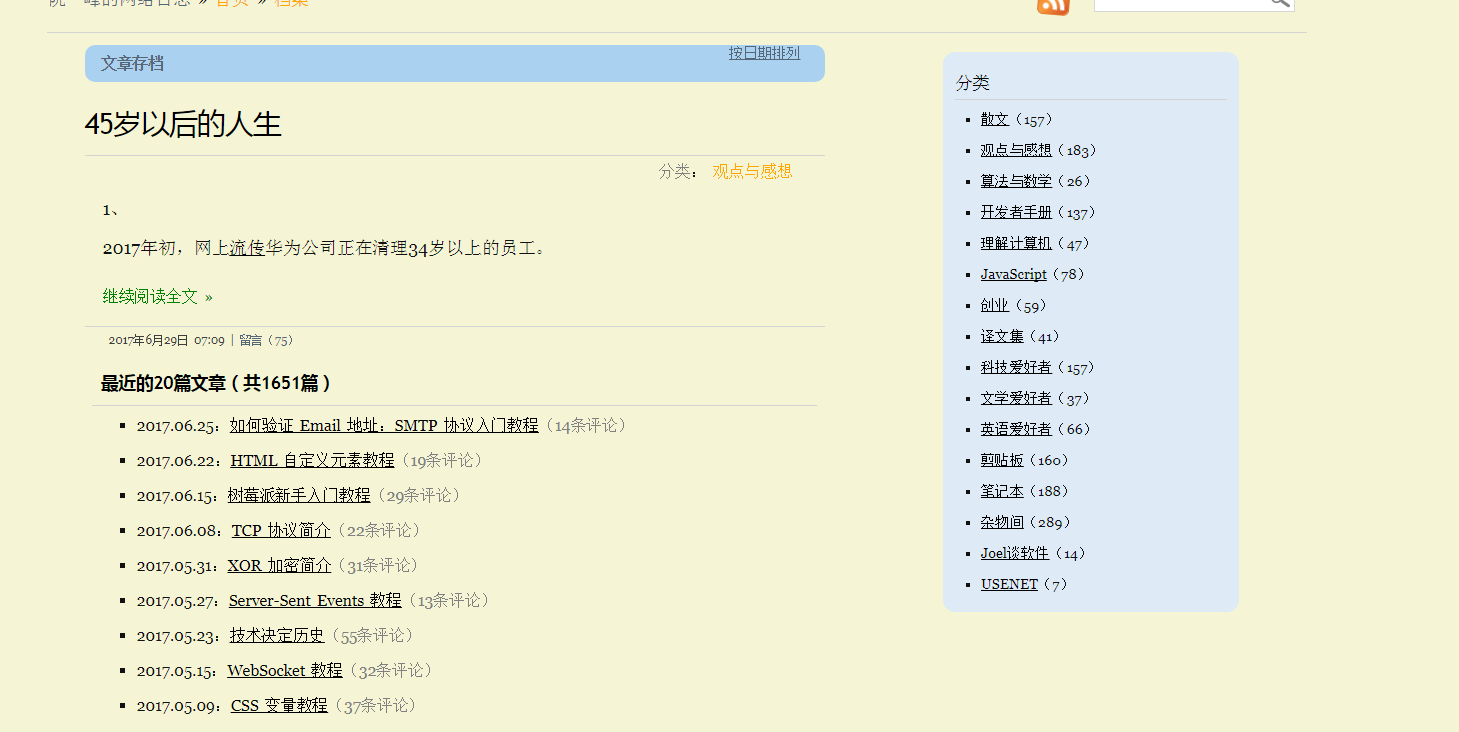 峰的网络日志 » 首页 » 档案
文章存档
按日期排列
45岁以后的人生
分类： 观点与感想
1、
2017年初，网上流传华为公司正在清理34岁以上的员工。
继续阅读全文 »
2017年6月29日 07:09 | 留言（75）
最近的20篇文章（共1651篇）
2017.06.25：如何验证 Email 地址：SMTP 协议入门教程（14条评论）
2017.06.22：HTML 自定义元素教程（19条评论）
2017.06.15：树莓派新手入门教程（29条评论）
2017.06.08：TCP 协议简介（22条评论）
2017.05.31：XOR 加密简介（31条评论）
2017.05.27：Server-Sent Events 教程（13条评论）
2017.05.23：技术决定历史（55条评论）
2017.05.15：WebSocket 教程（32条评论）
2017.05.09：CSS 变量教程（37条评论）
分类
散文（157）
观点与感想（183）
算法与数学（26）
开发者手册（137）
理解计算机（47）
JavaScript（78）
创业（59）
译文集（41）
科技爱好者（157）
文学爱好者（37）
英语爱好者（66）
剪贴板（160）
笔记本（188）
杂物间（289）
Joel谈软件（14）
USENET（7）